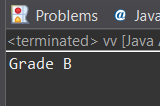 Problems @ Java
<terminated> vv [Java A
Grade B